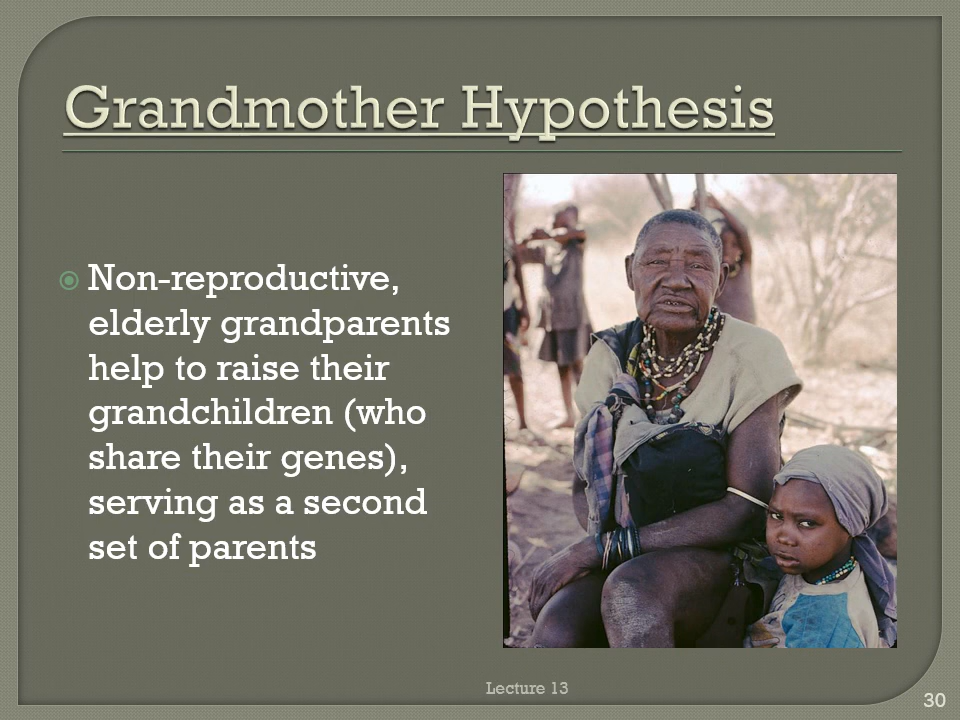 Grandmother Hypothesis
Non-reproductive,
elderly grandparents
help to raise their
grandchildren (who
share their genes),
serving as a second
set of parents
Lecture 13
30